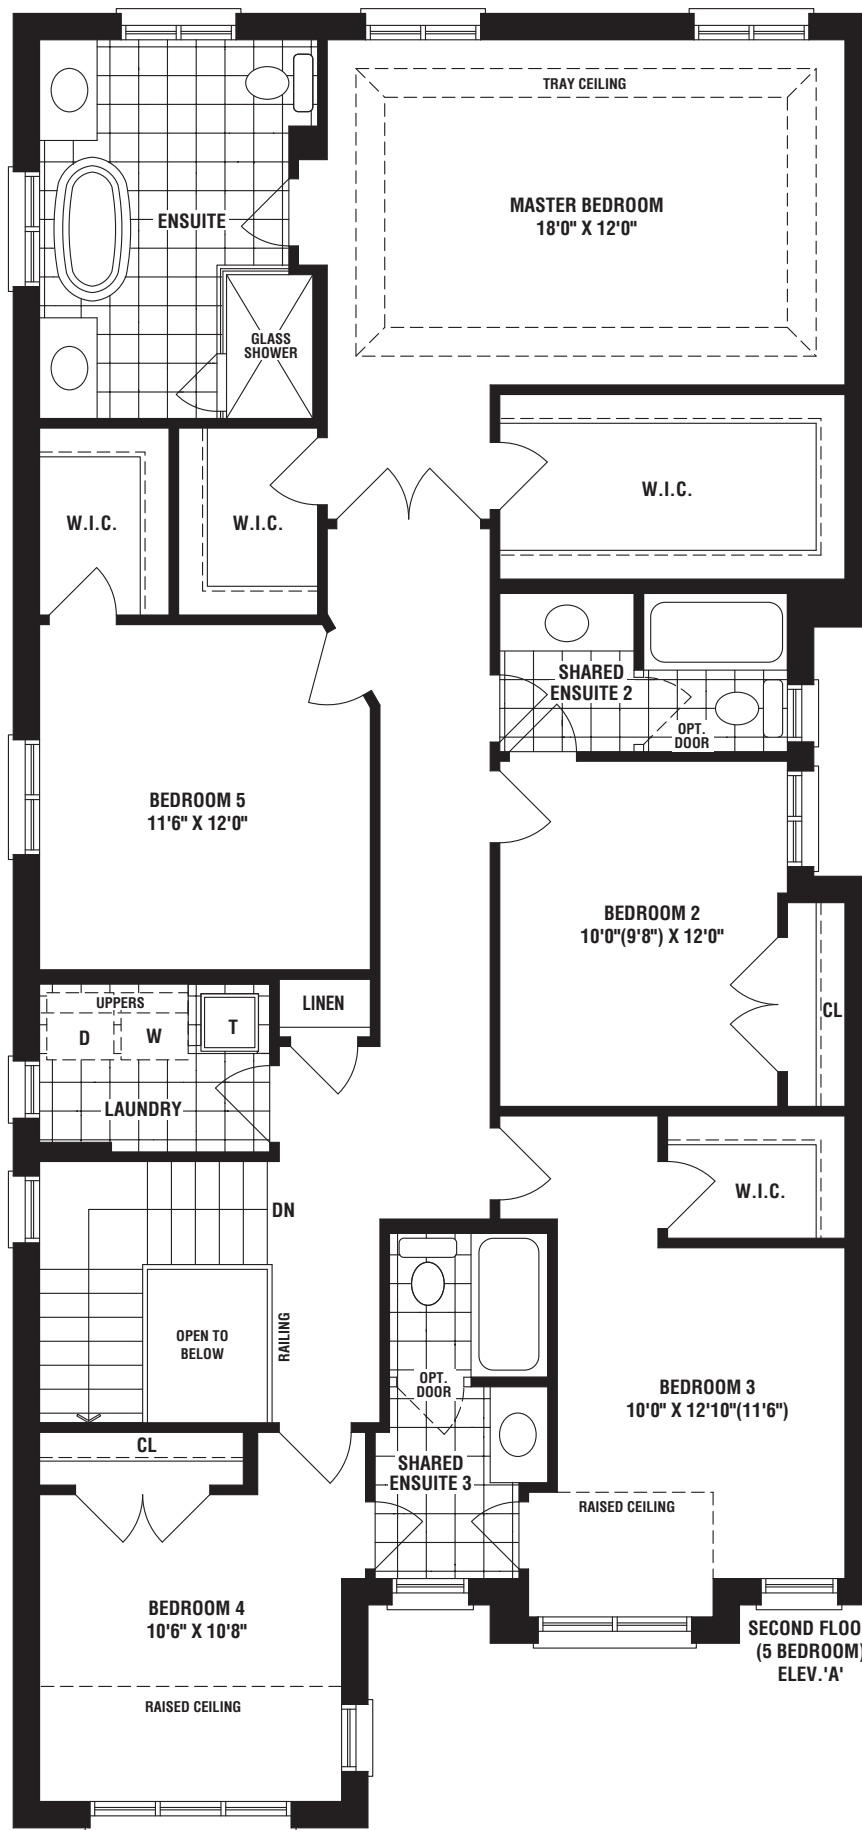 TRAY CEILING
MASTER BEDROOM
18'0" X 12'0"
ENSUITE
GLASS
SHOWER
W.I.C.
W.I.C.
W.I.C.
SHARED
ENSUITE 2
OPT.
DOOR
BEDROOM 5
11'6" X 12'0"
BEDROOM 2
10'0"(9'8") X 12'0"
CL
UPPERS
D
W
T
LINEN
LAUNDRY
DN
W.I.C.
OPEN TO
BELOW
RAILING
OPT.
DOOR
BEDROOM 3
10'0" X 12'10"(11'6")
CL
SHARED
ENSUITE 3
RAISED CEILING
BEDROOM 4
10'6" X 10'8"
RAISED CEILING
SECOND FLOO
(5 BEDROOM)
ELEV.'A'